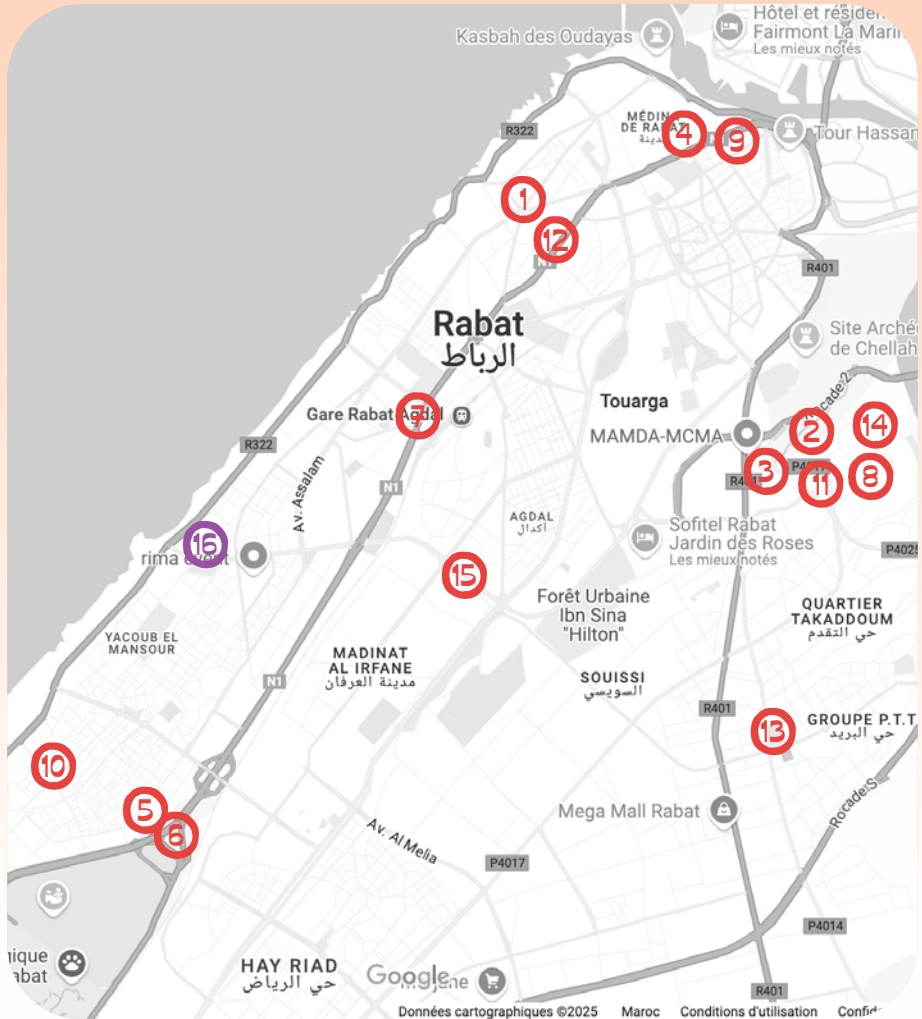 Hôtel et résiden
Fairmont La Marin
Les mieux notés
Kasbah des Oudayas
R322
MÉDINA
DE RABAT
4
9
Tour Hassan
1
12
N1
R401
Rabat
الرباط
Site Arché
de Chellah
Rocade 2
Touarga
Gare Rabat Agdal
7
MAMDA-MCMA
2
14
R322
3
11
8
R401
N1
Av. Assalam
AGDAL
أكدال
Sofitel Rabat
Jardin des Roses
Les mieux notés
16
15
P4025
Forêt Urbaine
Ibn Sina
"Hilton"
QUARTIER
TAKADDOUM
حي التقدم
YACOUB EL
MANSOUR
MADINAT
AL IRFANE
مدينة العرفان
N1
SOUISSI
السويسي
R401
13
GROUPE P.T.T
حي البريد
10
5
6
Mega Mall Rabat
Rocade S
Av. Al Melia
P4017
P4014
HAY RIAD
حي الرياض
Google
R401
Données cartographiques ©2025 Maroc Conditions d'utilisation Confid